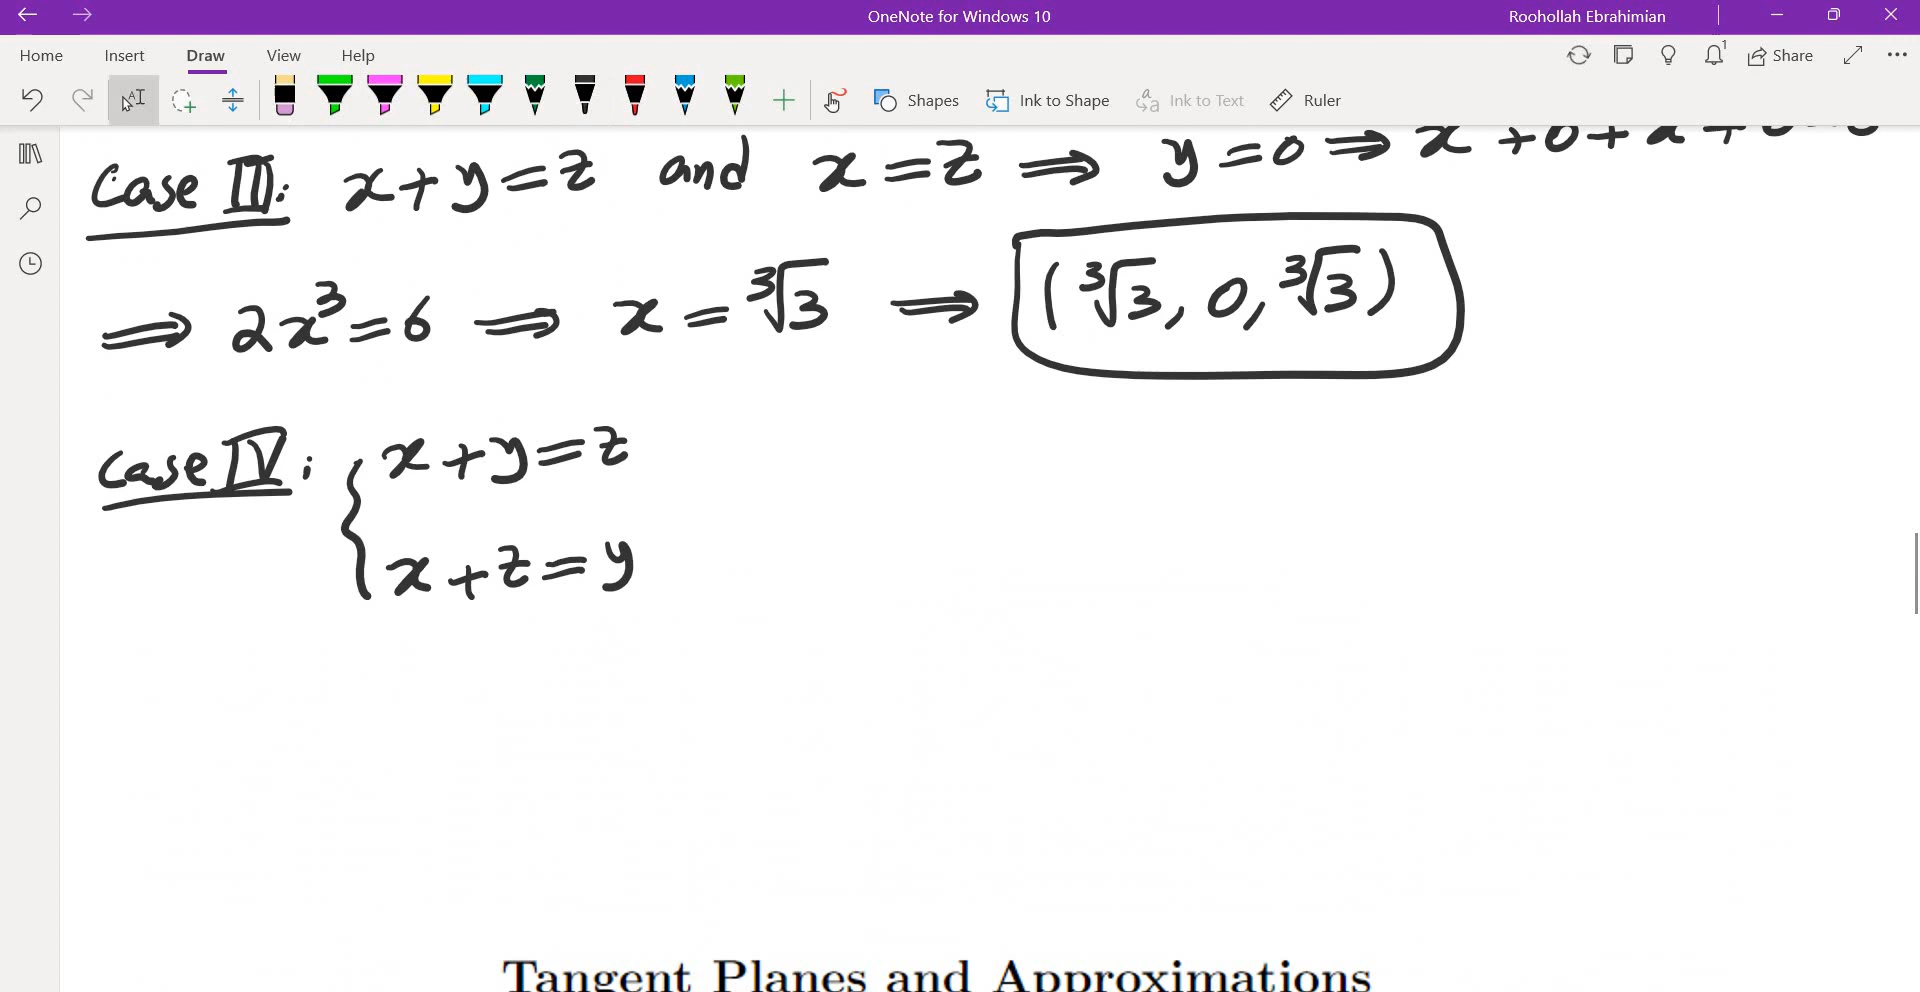 OneNote for Windows 10
Roohollah Ebrahimian
Home Insert Draw View Help
1 Share
Shapes Ink to Shape Ink to Text Ruler
Case III: x+y=z and x=z ⟹ y=0 ⟹
⟹ 2x³=6 ⟹ x=∛3 ⟹ (∛3, 0, ∛3)
Case IV: { x+y=z
x+z=y
Tangent Planes and Approximations